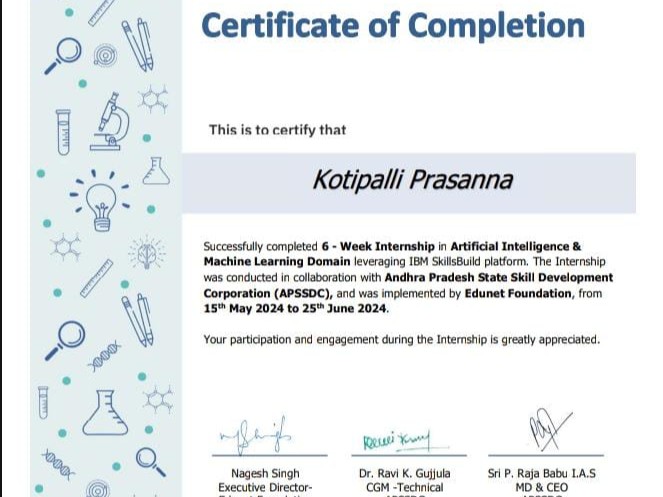 Certificate of Completion
This is to certify that
Kotipalli Prasanna
Successfully completed 6 - Week Internship in Artificial Intelligence &
Machine Learning Domain leveraging IBM SkillsBuild platform. The Internship
was conducted in collaboration with Andhra Pradesh State Skill Development
Corporation (APSSDC), and was implemented by Edunet Foundation, from
15th May 2024 to 25th June 2024.
Your participation and engagement during the Internship is greatly appreciated.
Nagesh Singh
Executive Director-
Dr. Ravi K. Gujjula
CGM -Technical
Sri P. Raja Babu I.A.S
MD & CEO